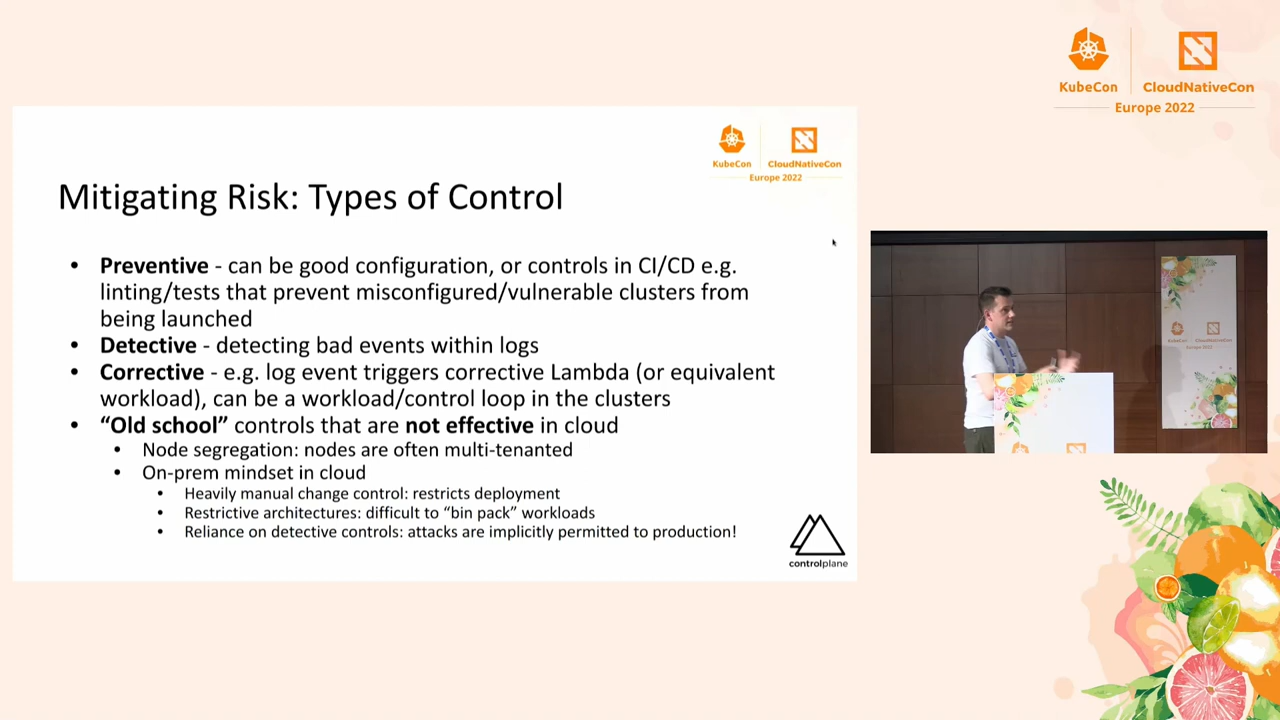 KubeCon
CloudNativeCon
Europe 2022
KubeCon
CloudNativeCon
Europe 2022
Mitigating Risk: Types of Control
• Preventive - can be good configuration, or controls in CI/CD e.g.
linting/tests that prevent misconfigured/vulnerable clusters from
being launched
• Detective - detecting bad events within logs
• Corrective - e.g. log event triggers corrective Lambda (or equivalent
workload), can be a workload/control loop in the clusters
• “Old school” controls that are not effective in cloud
• Node segregation: nodes are often multi-tenanted
• On-prem mindset in cloud
• Heavily manual change control: restricts deployment
• Restrictive architectures: difficult to “bin pack” workloads
• Reliance on detective controls: attacks are implicitly permitted to production!
controlplane
KubeCon
CloudNativeCon
Europe 2022